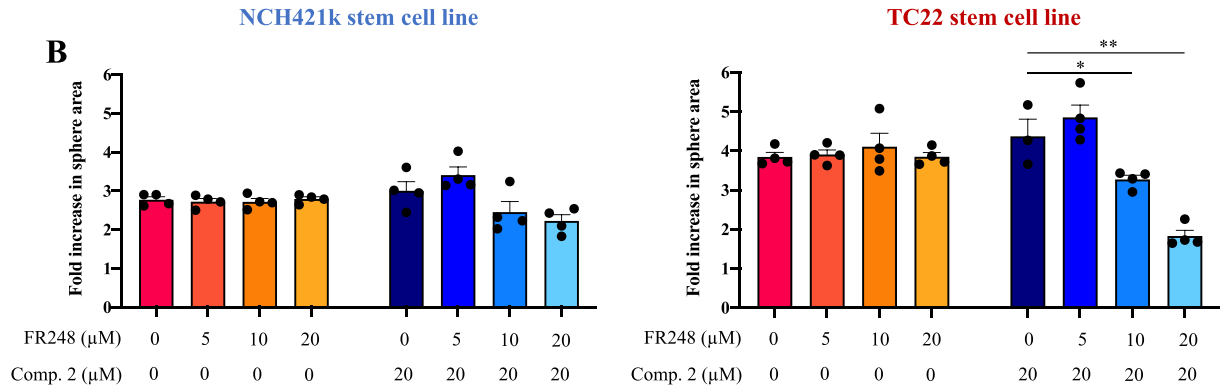 NCH421k stem cell line
TC22 stem cell line
B
Fold increase in sphere area
6
5
4
3
2
1
0
FR248 (µM) 0 5 10 20 0 5 10 20
Comp. 2 (µM) 0 0 0 0 20 20 20 20
Fold increase in sphere area
6
5
4
3
2
1
0
**
*
FR248 (µM) 0 5 10 20 0 5 10 20
Comp. 2 (µM) 0 0 0 0 20 20 20 20